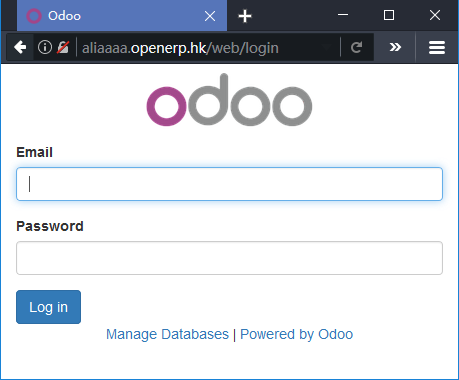 Odoo
aliaaaa.openerp.hk/web/login
odoo
Email
Password
Log in
Manage Databases | Powered by Odoo